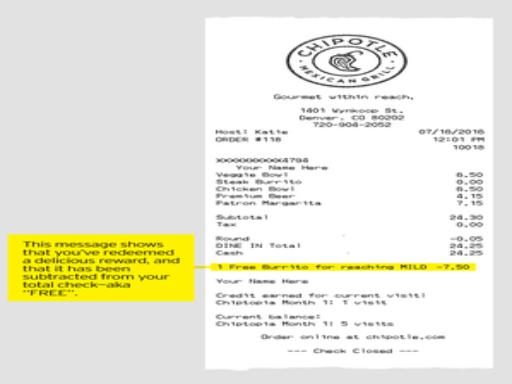 CHIPOTLE
MEXICAN GRILL
Gourmet within reach.
1401 Wynkoop St.
Denver, CO 80202
720-904-2052
Host: Katie 07/16/2016
ORDER #118 12:01 PM
10018
XXXXXXXXXX4794
Your Name Here
Veggie Bowl 6.50
Steak Burrito 0.00
Chicken Bowl 6.50
Premium Beer 4.15
Patron Margarita 7.15
Subtotal 24.30
Tax 0.00
Round -0.05
DINE IN Total 24.25
Cash 24.25
1 Free Burrito for reaching MILD -7.50
This message shows
that you've redeemed
a delicious reward, and
that it has been
subtracted from your
total check—aka
"FREE".
Your Name Here
Credit earned for current visit!
Chiptopia Month 1: 1 visit
Current balance:
Chiptopia Month 1: 5 visits
Order online at chipotle.com
--- Check Closed ---